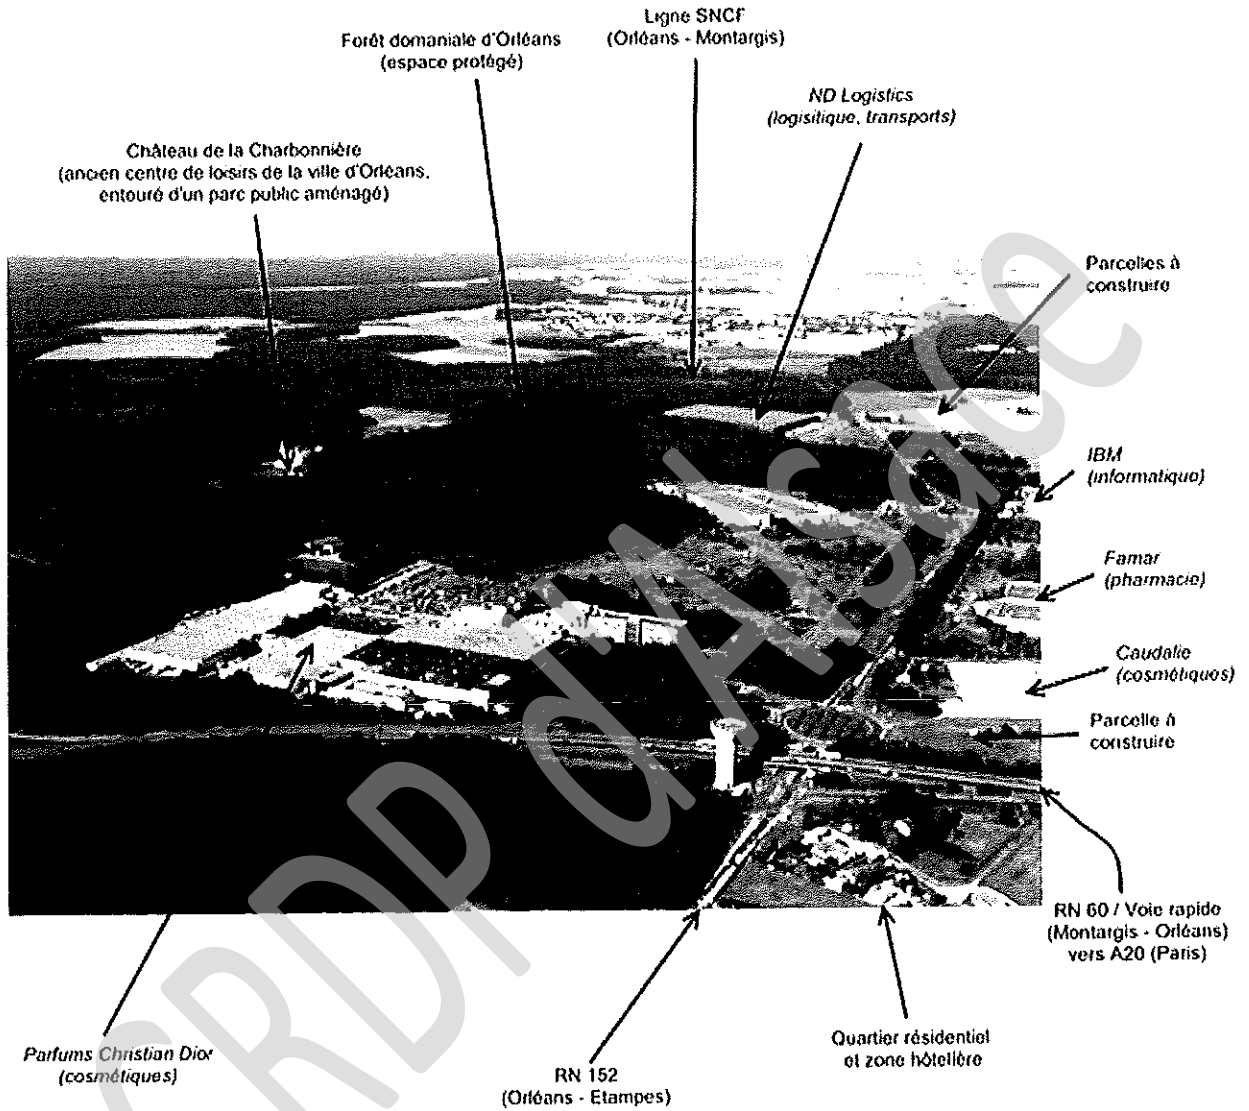 Ligne SNCF
(Orléans - Montargis)
Forêt domaniale d'Orléans
(espace protégé)
ND Logistics
(logisitique, transports)
Château de la Charbonnière
(ancien centre de loisirs de la ville d'Orléans,
entouré d'un parc public aménagé)
Parcelles à
construire
IBM
(informatique)
Famar
(pharmacie)
Caudalie
(cosmétiques)
Parcelle à
construire
RN 60 / Voie rapide
(Montargis - Orléans)
vers A20 (Paris)
Quartier résidentiel
et zone hôtelière
RN 152
(Orléans - Etampes)
Parfums Christian Dior
(cosmétiques)
CRDP d'Alsace